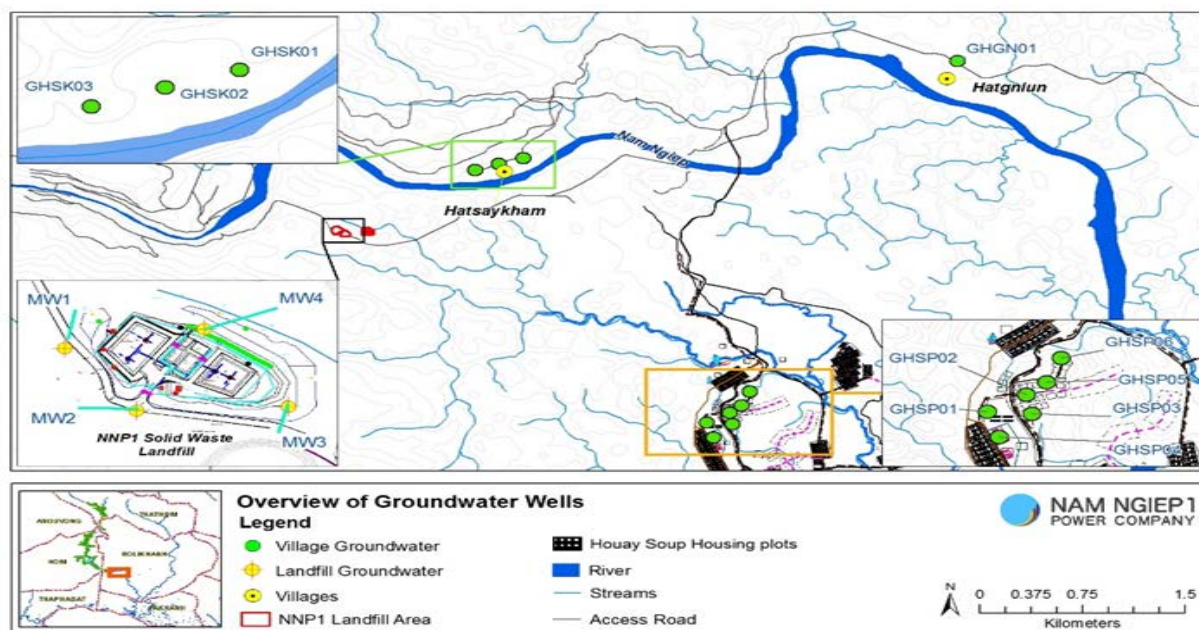 GHSK01
GHSK03
GHSK02
GHGN01
Hatgniun
Nam Ngiep
Hatsaykham
MW1
MW4
MW2
MW3
NNP1 Solid Waste
Landfill
GHSP06
GHSP02
GHSP05
GHSP01
GHSP03
Overview of Groundwater Wells
Legend
Village Groundwater
Landfill Groundwater
Villages
NNP1 Landfill Area
Houay Soup Housing plots
River
Streams
Access Road
NAM NGIEP1
POWER COMPANY
N
0 0.375 0.75 1.5
Kilometers
HOM